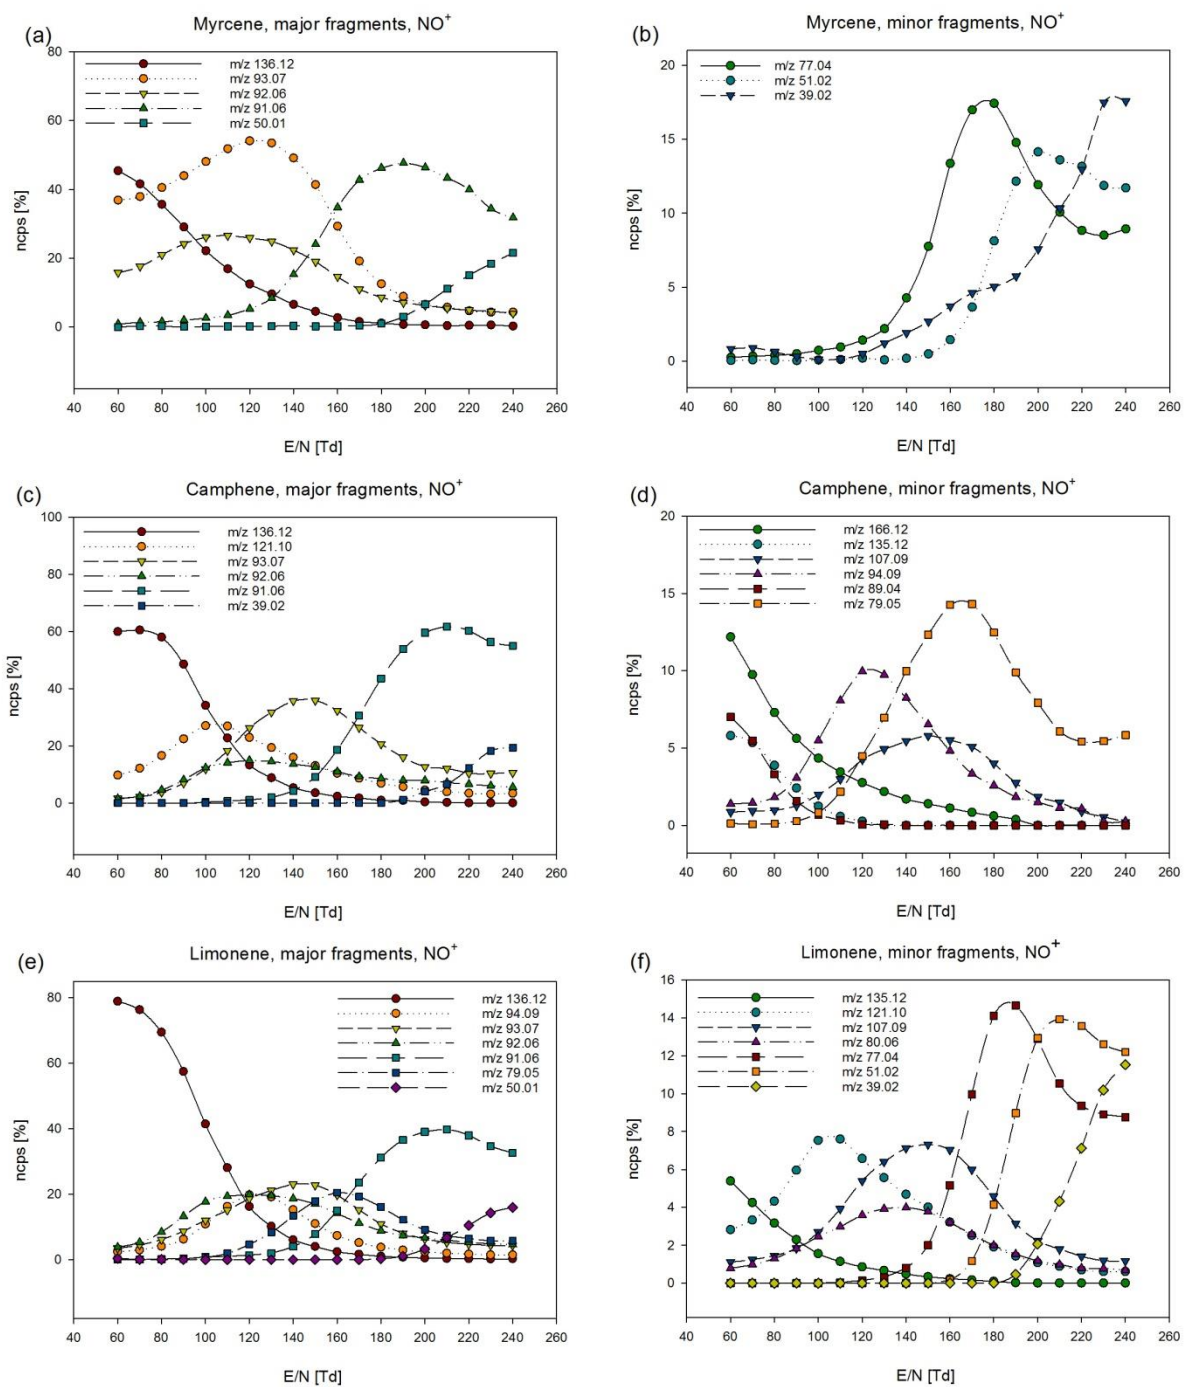 (a)
Myrcene, major fragments, NO⁺
80
60
40
20
0
ncps [%]
m/z 136.12
m/z 93.07
m/z 92.06
m/z 91.06
m/z 50.01
40 60 80 100 120 140 160 180 200 220 240 260
E/N [Td]
(b)
Myrcene, minor fragments, NO⁺
20
15
10
5
0
ncps [%]
m/z 77.04
m/z 51.02
m/z 39.02
40 60 80 100 120 140 160 180 200 220 240 260
E/N [Td]
(c)
Camphene, major fragments, NO⁺
100
80
60
40
20
0
ncps [%]
m/z 136.12
m/z 121.10
m/z 93.07
m/z 92.06
m/z 91.06
m/z 39.02
40 60 80 100 120 140 160 180 200 220 240 260
E/N [Td]
(d)
Camphene, minor fragments, NO⁺
20
15
10
5
0
ncps [%]
m/z 166.12
m/z 135.12
m/z 107.09
m/z 94.09
m/z 89.04
m/z 79.05
40 60 80 100 120 140 160 180 200 220 240 260
E/N [Td]
(e)
Limonene, major fragments, NO⁺
80
60
40
20
0
ncps [%]
m/z 136.12
m/z 94.09
m/z 93.07
m/z 92.06
m/z 91.06
m/z 79.05
m/z 50.01
40 60 80 100 120 140 160 180 200 220 240 260
E/N [Td]
(f)
Limonene, minor fragments, NO⁺
16
14
12
10
8
6
4
2
0
ncps [%]
m/z 135.12
m/z 121.10
m/z 107.09
m/z 80.06
m/z 77.04
m/z 51.02
m/z 39.02
40 60 80 100 120 140 160 180 200 220 240 260
E/N [Td]